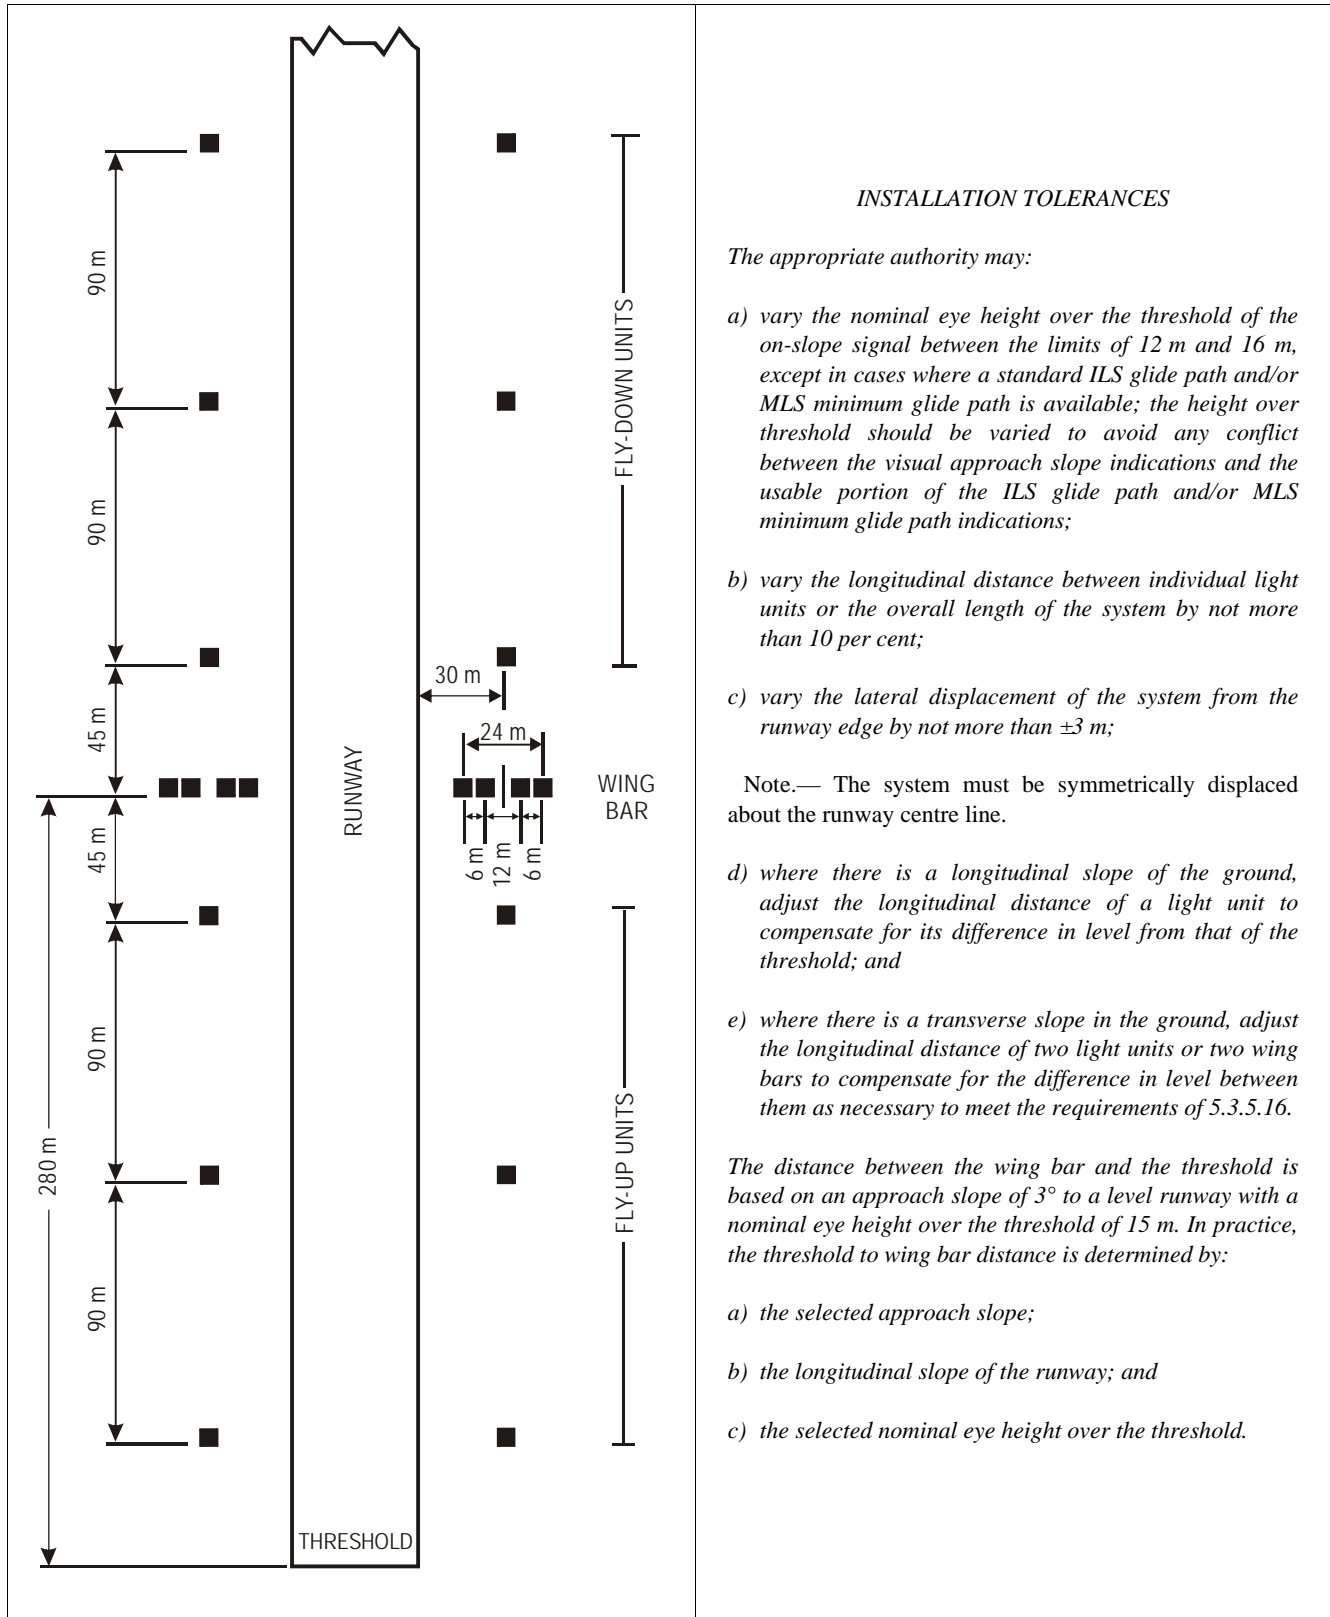 90 m
90 m
45 m
45 m
90 m
90 m
280 m
RUNWAY
THRESHOLD
30 m
24 m
6 m
12 m
6 m
FLY-DOWN UNITS
WING
BAR
FLY-UP UNITS
INSTALLATION TOLERANCES
The appropriate authority may:
a) vary the nominal eye height over the threshold of the
on-slope signal between the limits of 12 m and 16 m,
except in cases where a standard ILS glide path and/or
MLS minimum glide path is available; the height over
threshold should be varied to avoid any conflict
between the visual approach slope indications and the
usable portion of the ILS glide path and/or MLS
minimum glide path indications;
b) vary the longitudinal distance between individual light
units or the overall length of the system by not more
than 10 per cent;
c) vary the lateral displacement of the system from the
runway edge by not more than ±3 m;
Note.— The system must be symmetrically displaced
about the runway centre line.
d) where there is a longitudinal slope of the ground,
adjust the longitudinal distance of a light unit to
compensate for its difference in level from that of the
threshold; and
e) where there is a transverse slope in the ground, adjust
the longitudinal distance of two light units or two wing
bars to compensate for the difference in level between
them as necessary to meet the requirements of 5.3.5.16.
The distance between the wing bar and the threshold is
based on an approach slope of 3° to a level runway with a
nominal eye height over the threshold of 15 m. In practice,
the threshold to wing bar distance is determined by:
a) the selected approach slope;
b) the longitudinal slope of the runway; and
c) the selected nominal eye height over the threshold.